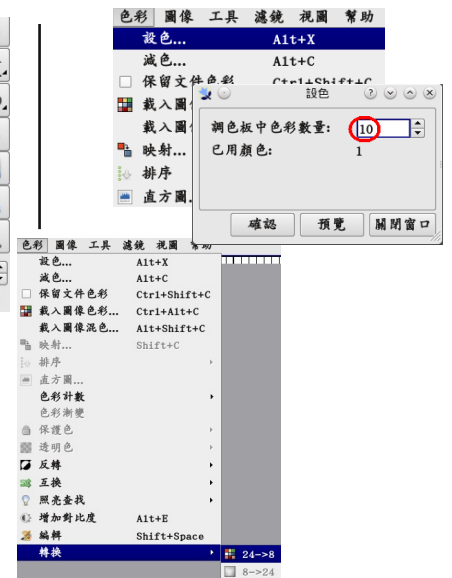 色彩 圖像 工具 濾鏡 視圖 幫助
設色... Alt+X
減色... Alt+C
保留文件色彩 Ctrl+Shift+C
載入圖
載入圖
映射...
排序
直方圖.
設色
調色板中色彩數量: 10
已用顏色: 1
確認 預覽 關閉窗口
色彩 圖像 工具 濾鏡 視圖 幫助
設色... Alt+X
減色... Alt+C
保留文件色彩 Ctrl+Shift+C
載入圖像色彩... Ctrl+Alt+C
載入圖像混色... Alt+Shift+C
映射... Shift+C
排序
直方圖...
色彩計數
色彩漸變
保護色
透明色
反轉
互換
照亮查找
增加對比度 Alt+E
編輯 Shift+Space
轉換
24->8
8->24